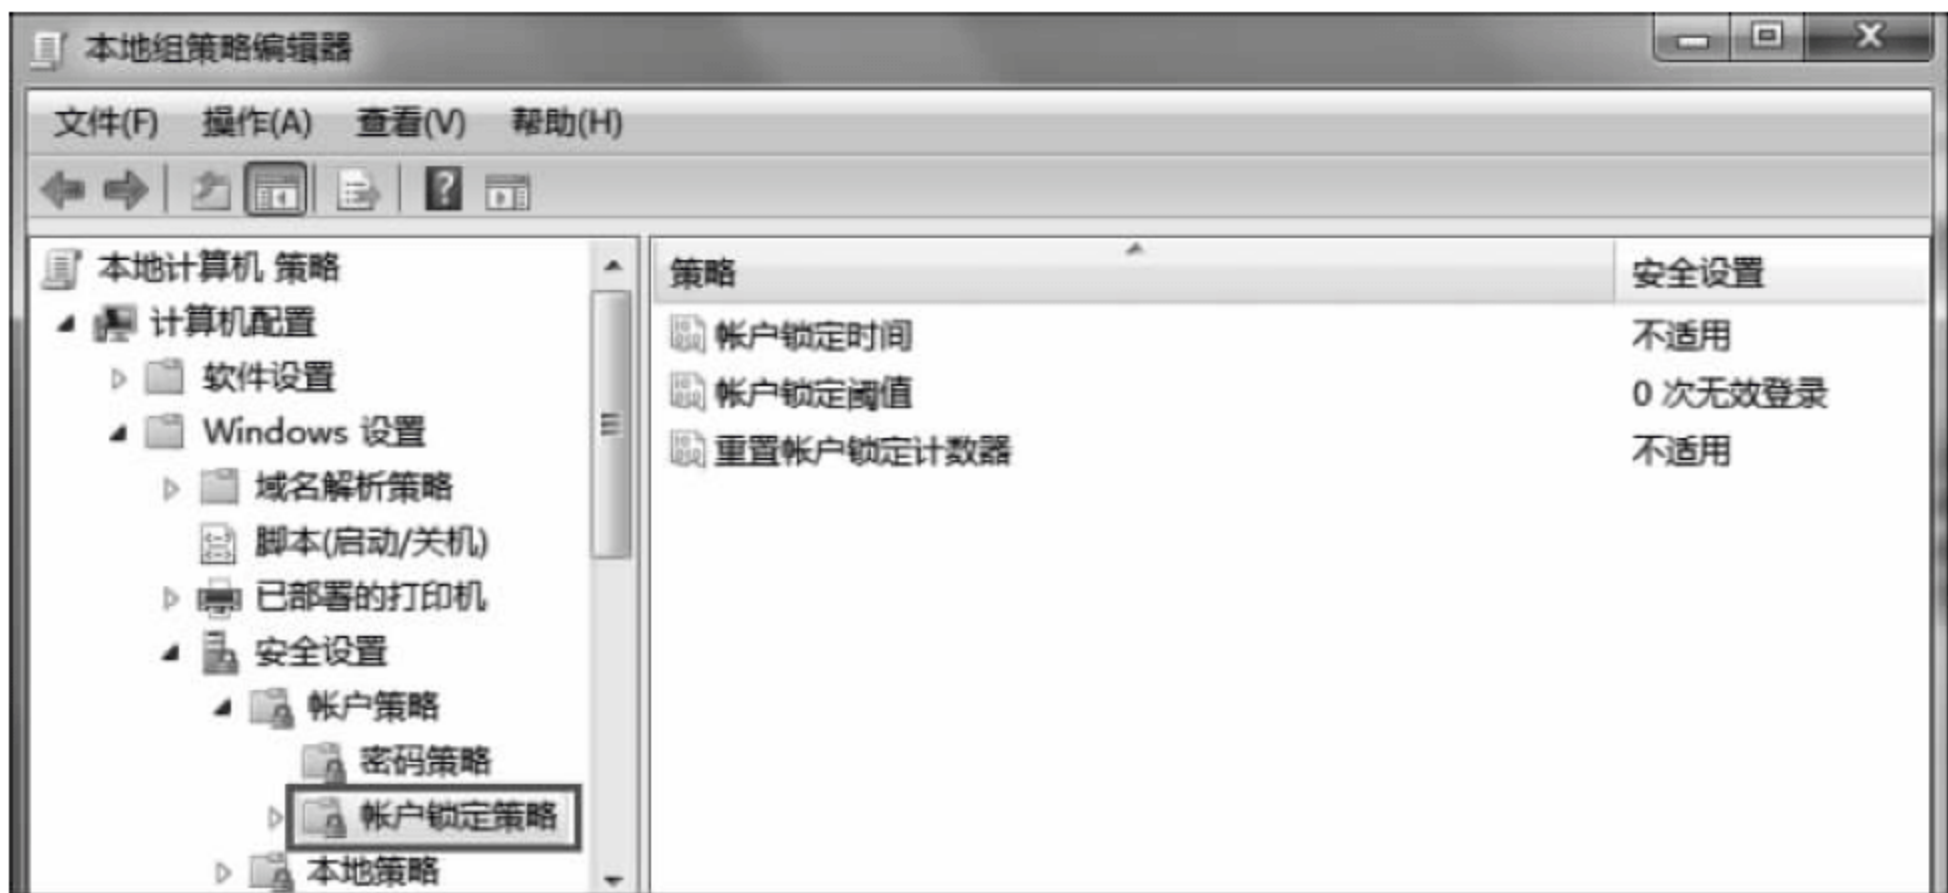 本地组策略编辑器
文件(F) 操作(A) 查看(V) 帮助(H)
本地计算机 策略
计算机配置
软件设置
Windows 设置
域名解析策略
脚本(启动/关机)
已部署的打印机
安全设置
帐户策略
密码策略
帐户锁定策略
本地策略
策略 安全设置
帐户锁定时间 不适用
帐户锁定阈值 0 次无效登录
重置帐户锁定计数器 不适用